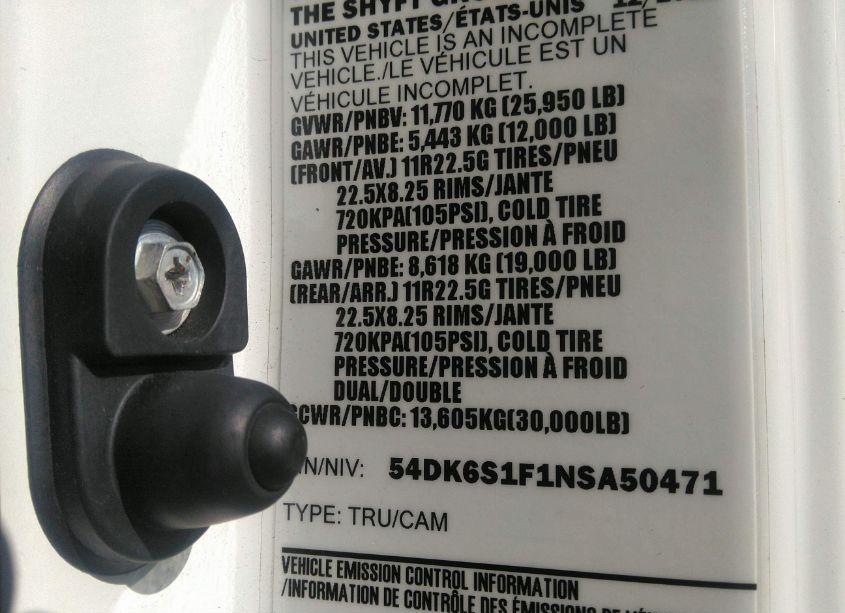 THE SHYFT
UNITED STATES/ÉTATS-UNIS
THIS VEHICLE IS AN INCOMPLETE
VEHICLE./LE VÉHICULE EST UN
VÉHICULE INCOMPLET.
GVWR/PNBV: 11,770 KG (25,950 LB)
GAWR/PNBE: 5,443 KG (12,000 LB)
(FRONT/AV.) 11R22.5G TIRES/PNEU
22.5X8.25 RIMS/JANTE
720KPA(105PSI), COLD TIRE
PRESSURE/PRESSION À FROID
GAWR/PNBE: 8,618 KG (19,000 LB)
(REAR/ARR.) 11R22.5G TIRES/PNEU
22.5X8.25 RIMS/JANTE
720KPA(105PSI), COLD TIRE
PRESSURE/PRESSION À FROID
DUAL/DOUBLE
GCWR/PNBC: 13,605KG(30,000LB)
IN/NIV: 54DK6S1F1NSA50471
TYPE: TRU/CAM
VEHICLE EMISSION CONTROL INFORMATION
/INFORMATION DE CONTRÔLE DES ÉMISSIONS DE